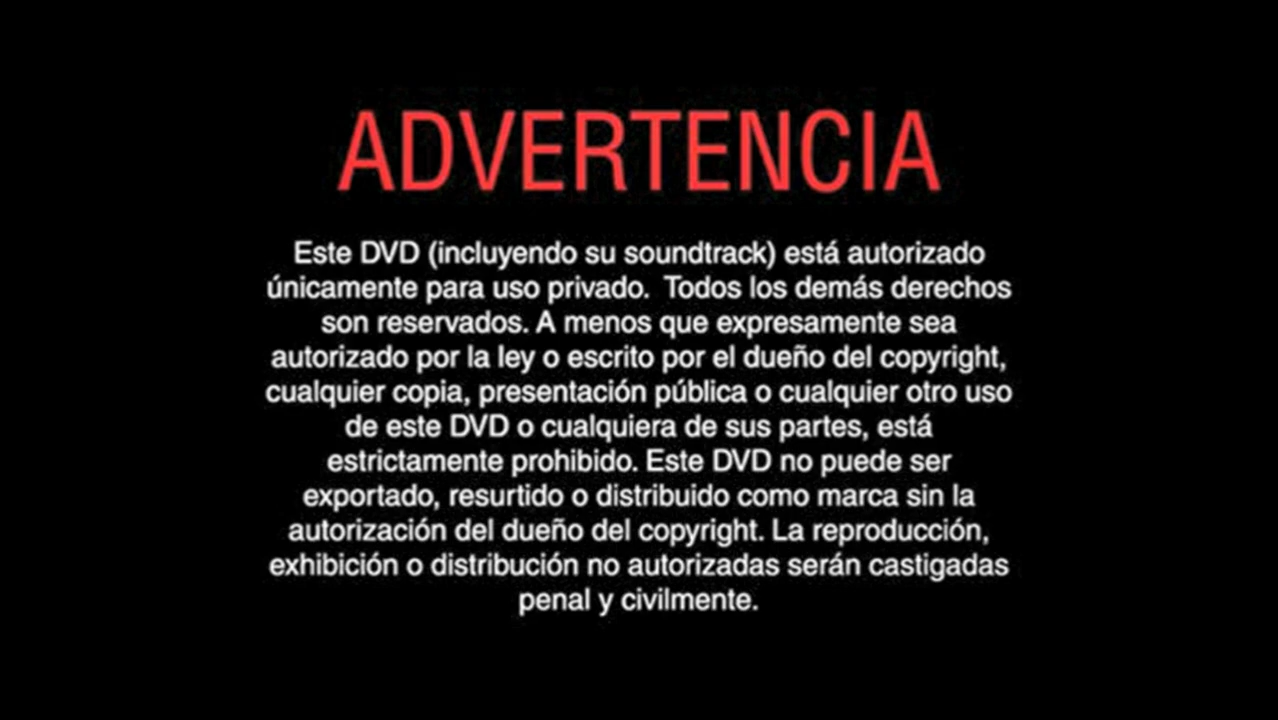 ADVERTENCIA
Este DVD (incluyendo su soundtrack) está autorizado
únicamente para uso privado.  Todos los demás derechos
son reservados. A menos que expresamente sea
autorizado por la ley o escrito por el dueño del copyright,
cualquier copia, presentación pública o cualquier otro uso
de este DVD o cualquiera de sus partes, está
estrictamente prohibido. Este DVD no puede ser
exportado, resurtido o distribuido como marca sin la
autorización del dueño del copyright. La reproducción,
exhibición o distribución no autorizadas serán castigadas
penal y civilmente.